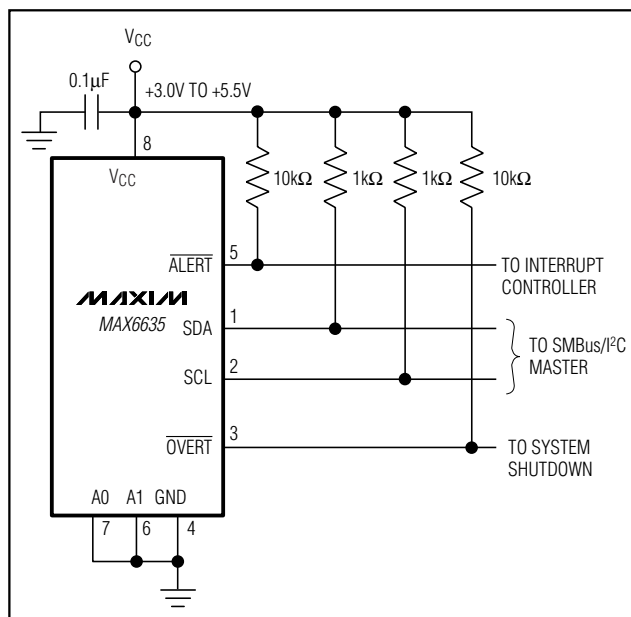 VCC
0.1μF
+3.0V TO +5.5V
8
VCC
10kΩ
1kΩ
1kΩ
10kΩ
ALERT
5
TO INTERRUPT
CONTROLLER
MAXIM
MAX6635
SDA
1
TO SMBus/I²C
MASTER
SCL
2
OVERT
3
TO SYSTEM
SHUTDOWN
A0 A1 GND
7 6 4